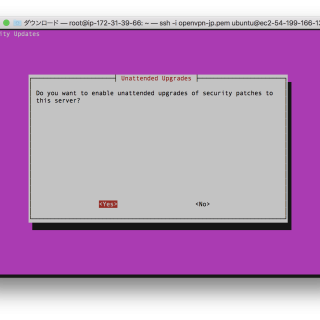 ダウンロード — root@ip-172-31-39-66: ~ — ssh -i openvpn-jp.pem ubuntu@ec2-54-199-166-1
ity Updates
Unattended Upgrades
Do you want to enable unattended upgrades of security patches to
this server?
<Yes> <No>